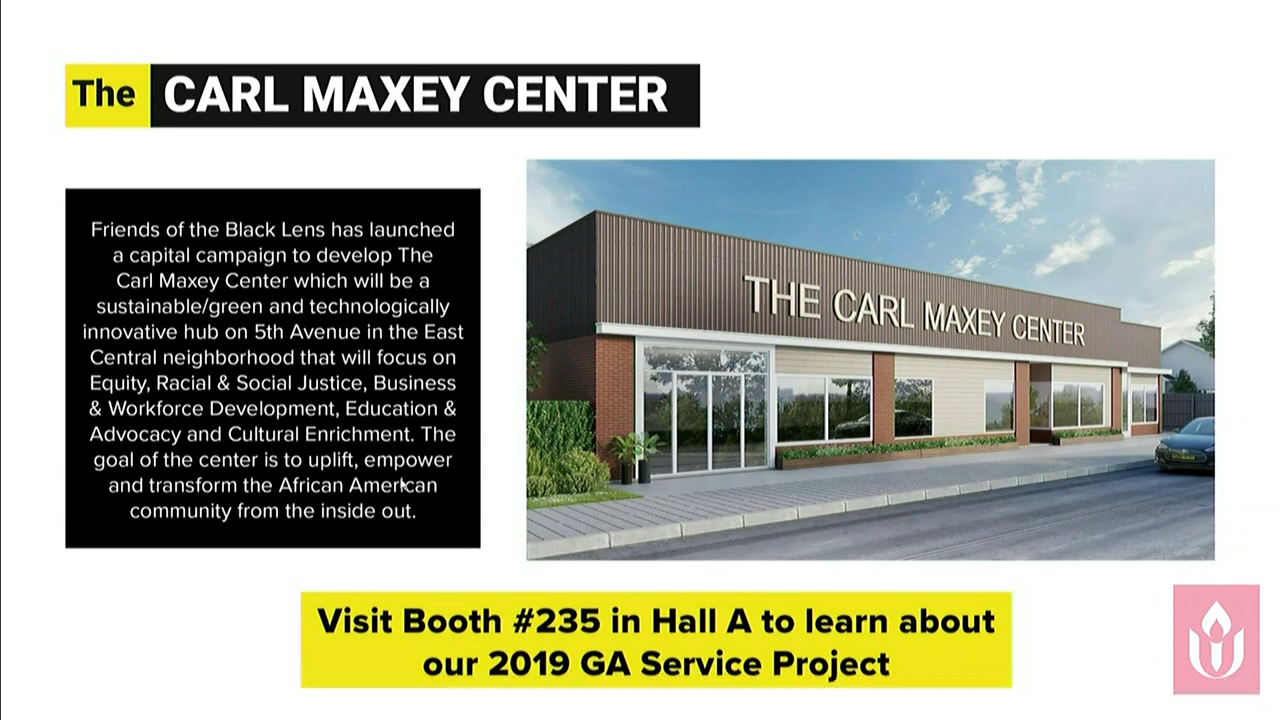 The CARL MAXEY CENTER
Friends of the Black Lens has launched
a capital campaign to develop The
Carl Maxey Center which will be a
sustainable/green and technologically
innovative hub on 5th Avenue in the East
Central neighborhood that will focus on
Equity, Racial & Social Justice, Business
& Workforce Development, Education &
Advocacy and Cultural Enrichment. The
goal of the center is to uplift, empower
and transform the African American
community from the inside out.
THE CARL MAXEY CENTER
Visit Booth #235 in Hall A to learn about
our 2019 GA Service Project